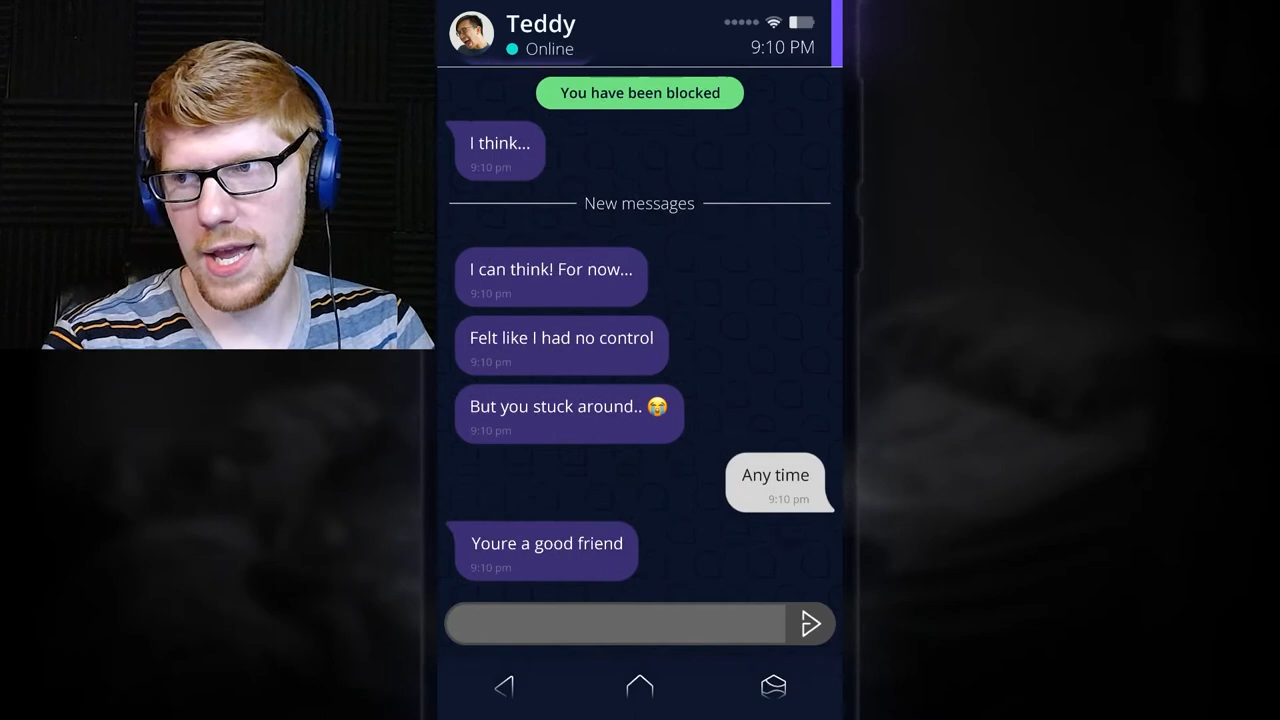 Teddy
Online
9:10 PM
You have been blocked
I think...
9:10 pm
New messages
I can think! For now...
9:10 pm
Felt like I had no control
9:10 pm
But you stuck around.. 😭
9:10 pm
Any time
9:10 pm
Youre a good friend
9:10 pm